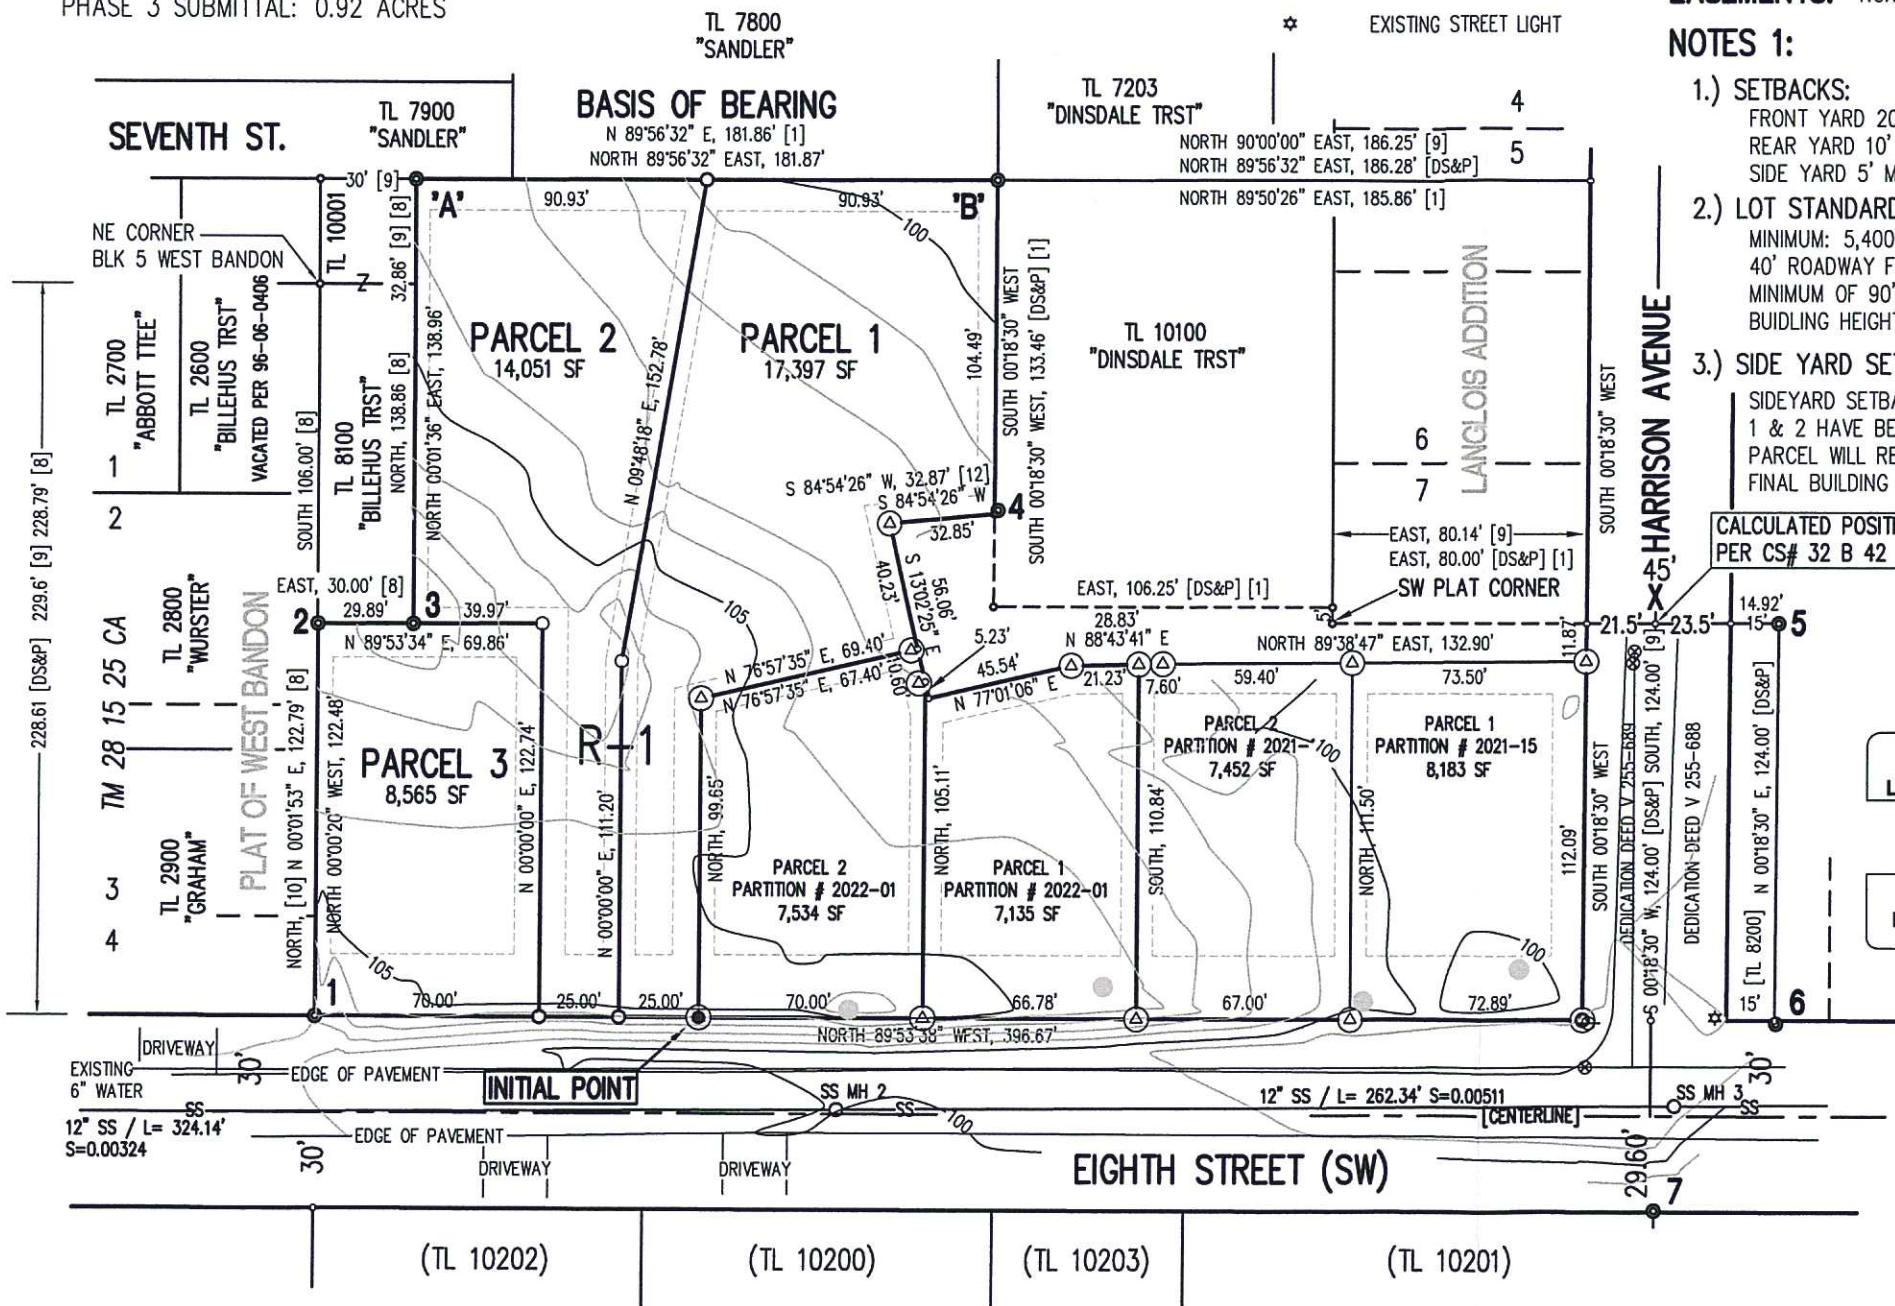 PHASE 3 SUBMITTAL: 0.92 ACRES
TL 7800
"SANDLER"
EXISTING STREET LIGHT
NOTES 1:
1.) SETBACKS:
FRONT YARD
REAR YARD 10'
SIDE YARD 5'
2.) LOT
MINIMUM: 5,400
40' ROADWAY
MINIMUM OF 90'
3.) SIDE YARD
1 & 2 HAVE
PARCEL WILL
FINAL BUILDING
CALCULATED
PER CS# 32 B 42
SEVENTH ST.
TL 7900
"SANDLER"
BASIS OF BEARING
N 89°56'32" E, 181.86' [1]
NORTH 89°56'32" EAST, 181.87'
TL 7203
"DINSDALE TRST"
4
5
NORTH 90°00'00" EAST, 186.25' [9]
NORTH 89°56'32" EAST, 186.28' [DS&P]
NORTH 89°50'26" EAST, 185.86' [1]
30' [9]
"A"
90.93'
90.93'
"B"
100
NE CORNER
BLK 5 WEST BANDON
TL 10001
Z
32.86' [9] [8]
TL 2700
"ABBOTT TTEE"
TL 2600
"BILLEHUS TRST"
VACATED PER 96-06-0406
1
2
SOUTH 106.00' [8]
TL 8100
"BILLEHUS TRST"
NORTH, 138.86 [8]
NORTH 00°01'36" EAST, 138.96'
PARCEL 2
14,051 SF
N 09°48'18" E, 152.78'
PARCEL 1
17,397 SF
104.49'
SOUTH 00°18'30" WEST
SOUTH 00°18'30" WEST, 133.46' [DS&P] [1]
TL 10100
"DINSDALE TRST"
LANGLOIS ADDITION
6
7
SOUTH 00°18'30" WEST
HARRISON AVENUE
228.61 [DS&P] 229.6' [9] 228.79' [8]
S 84°54'26" W, 32.87' [12]
S 84°54'26" W
32.85'
4
40.23'
56.06'
S 13°02'25" E
EAST, 80.14' [9]
EAST, 80.00' [DS&P] [1]
SW PLAT CORNER
EAST, 106.25' [DS&P] [1]
5'
45'
X
EAST, 30.00' [8]
29.89'
2
3
39.97'
N 89°53'34" E, 69.86'
105
28.83'
N 88°43'41" E
NORTH 89°38'47" EAST, 132.90'
11.87'
21.5'
23.5'
14.92'
15'
5
TM 28 15 25 CA
TL 2800
"WURSTER"
PLAT OF WEST BANDON
N 76°57'35" E, 69.40'
N 76°57'35" E, 67.40'
10.60'
5.23'
45.54'
N 77°01'06" E
21.23'
7.60'
59.40'
73.50'
NORTH, [10] N 00°01'53" E, 122.79' [8]
NORTH 00°00'20" WEST, 122.48'
PARCEL 3
8,565 SF
N 00°00'00" E, 122.74'
R-1
N 00°00'00" E, 111.20'
NORTH, 99.65'
PARCEL 2
PARTITION # 2022-01
7,534 SF
NORTH, 105.11'
PARCEL 1
PARTITION # 2022-01
7,135 SF
SOUTH, 110.84'
PARCEL 2
PARTITION # 2021-
7,452 SF
100
NORTH, 111.50'
PARCEL 1
PARTITION # 2021-15
8,183 SF
112.09'
SOUTH 00°18'30" WEST
DEDICATION DEED V 255-689
S 00°18'30" W, 124.00' [DS&P] SOUTH, 124.00' [9]
DEDICATION DEED V 255-688
[TL 8200] N 00°18'30" E, 124.00' [DS&P]
3
4
TL 2900
"GRAHAM"
105
100
1
70.00'
25.00'
25.00'
70.00'
66.78'
67.00'
72.89'
15'
6
NORTH 89°53'38" WEST, 396.67'
DRIVEWAY
30'
EXISTING
6" WATER
EDGE OF PAVEMENT
INITIAL POINT
SS MH 2
SS
SS
12" SS / L= 262.34' S=0.00511
[CENTERLINE]
SS MH 3
SS
30'
12" SS / L= 324.14'
S=0.00324
30'
EDGE OF PAVEMENT
100
DRIVEWAY
DRIVEWAY
EIGHTH STREET (SW)
29.60'
7
(TL 10202)
(TL 10200)
(TL 10203)
(TL 10201)